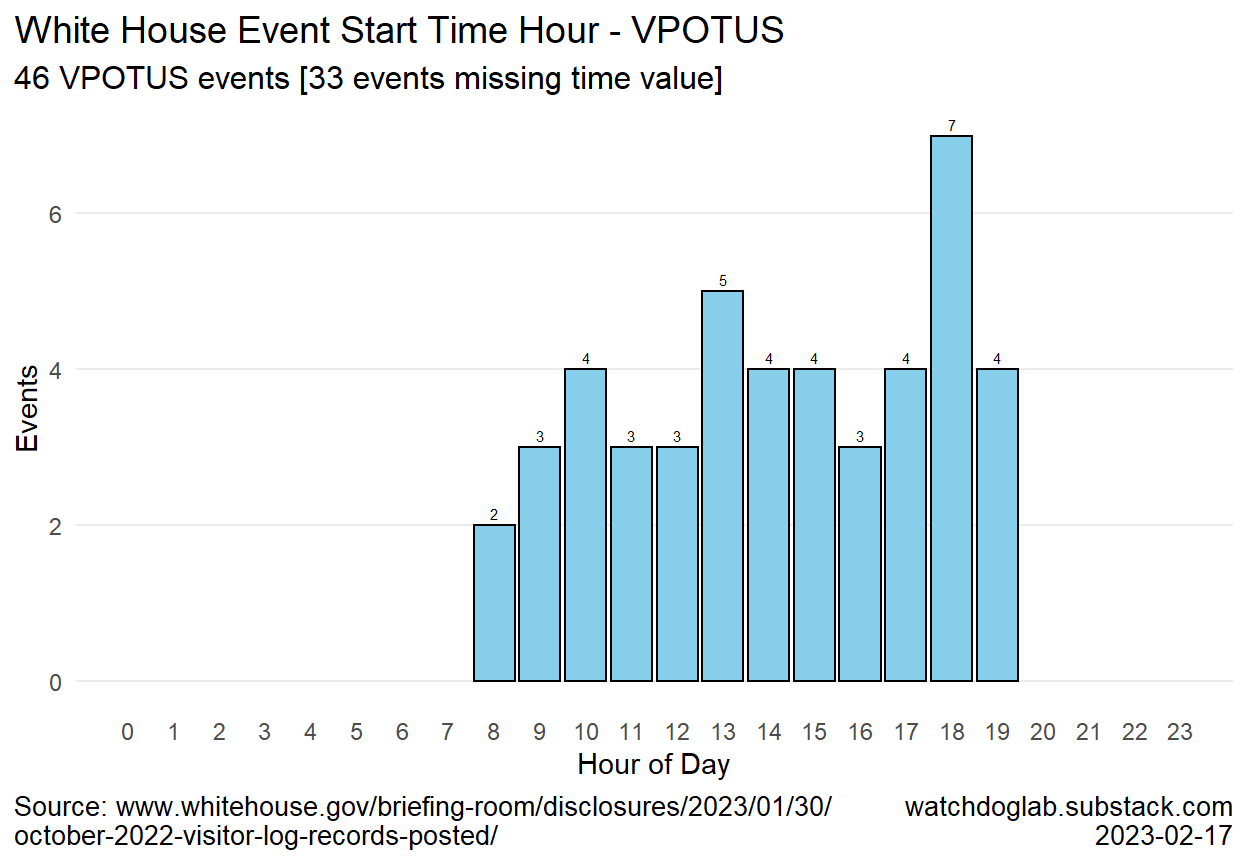 White House Event Start Time Hour - VPOTUS
46 VPOTUS events [33 events missing time value]
7
6
5
4 4 4 4 4
3 3 3 3
2
Events
4
2
0
0 1 2 3 4 5 6 7 8 9 10 11 12 13 14 15 16 17 18 19 20 21 22 23
Hour of Day
Source: www.whitehouse.gov/briefing-room/disclosures/2023/01/30/
october-2022-visitor-log-records-posted/
watchdoglab.substack.com
2023-02-17